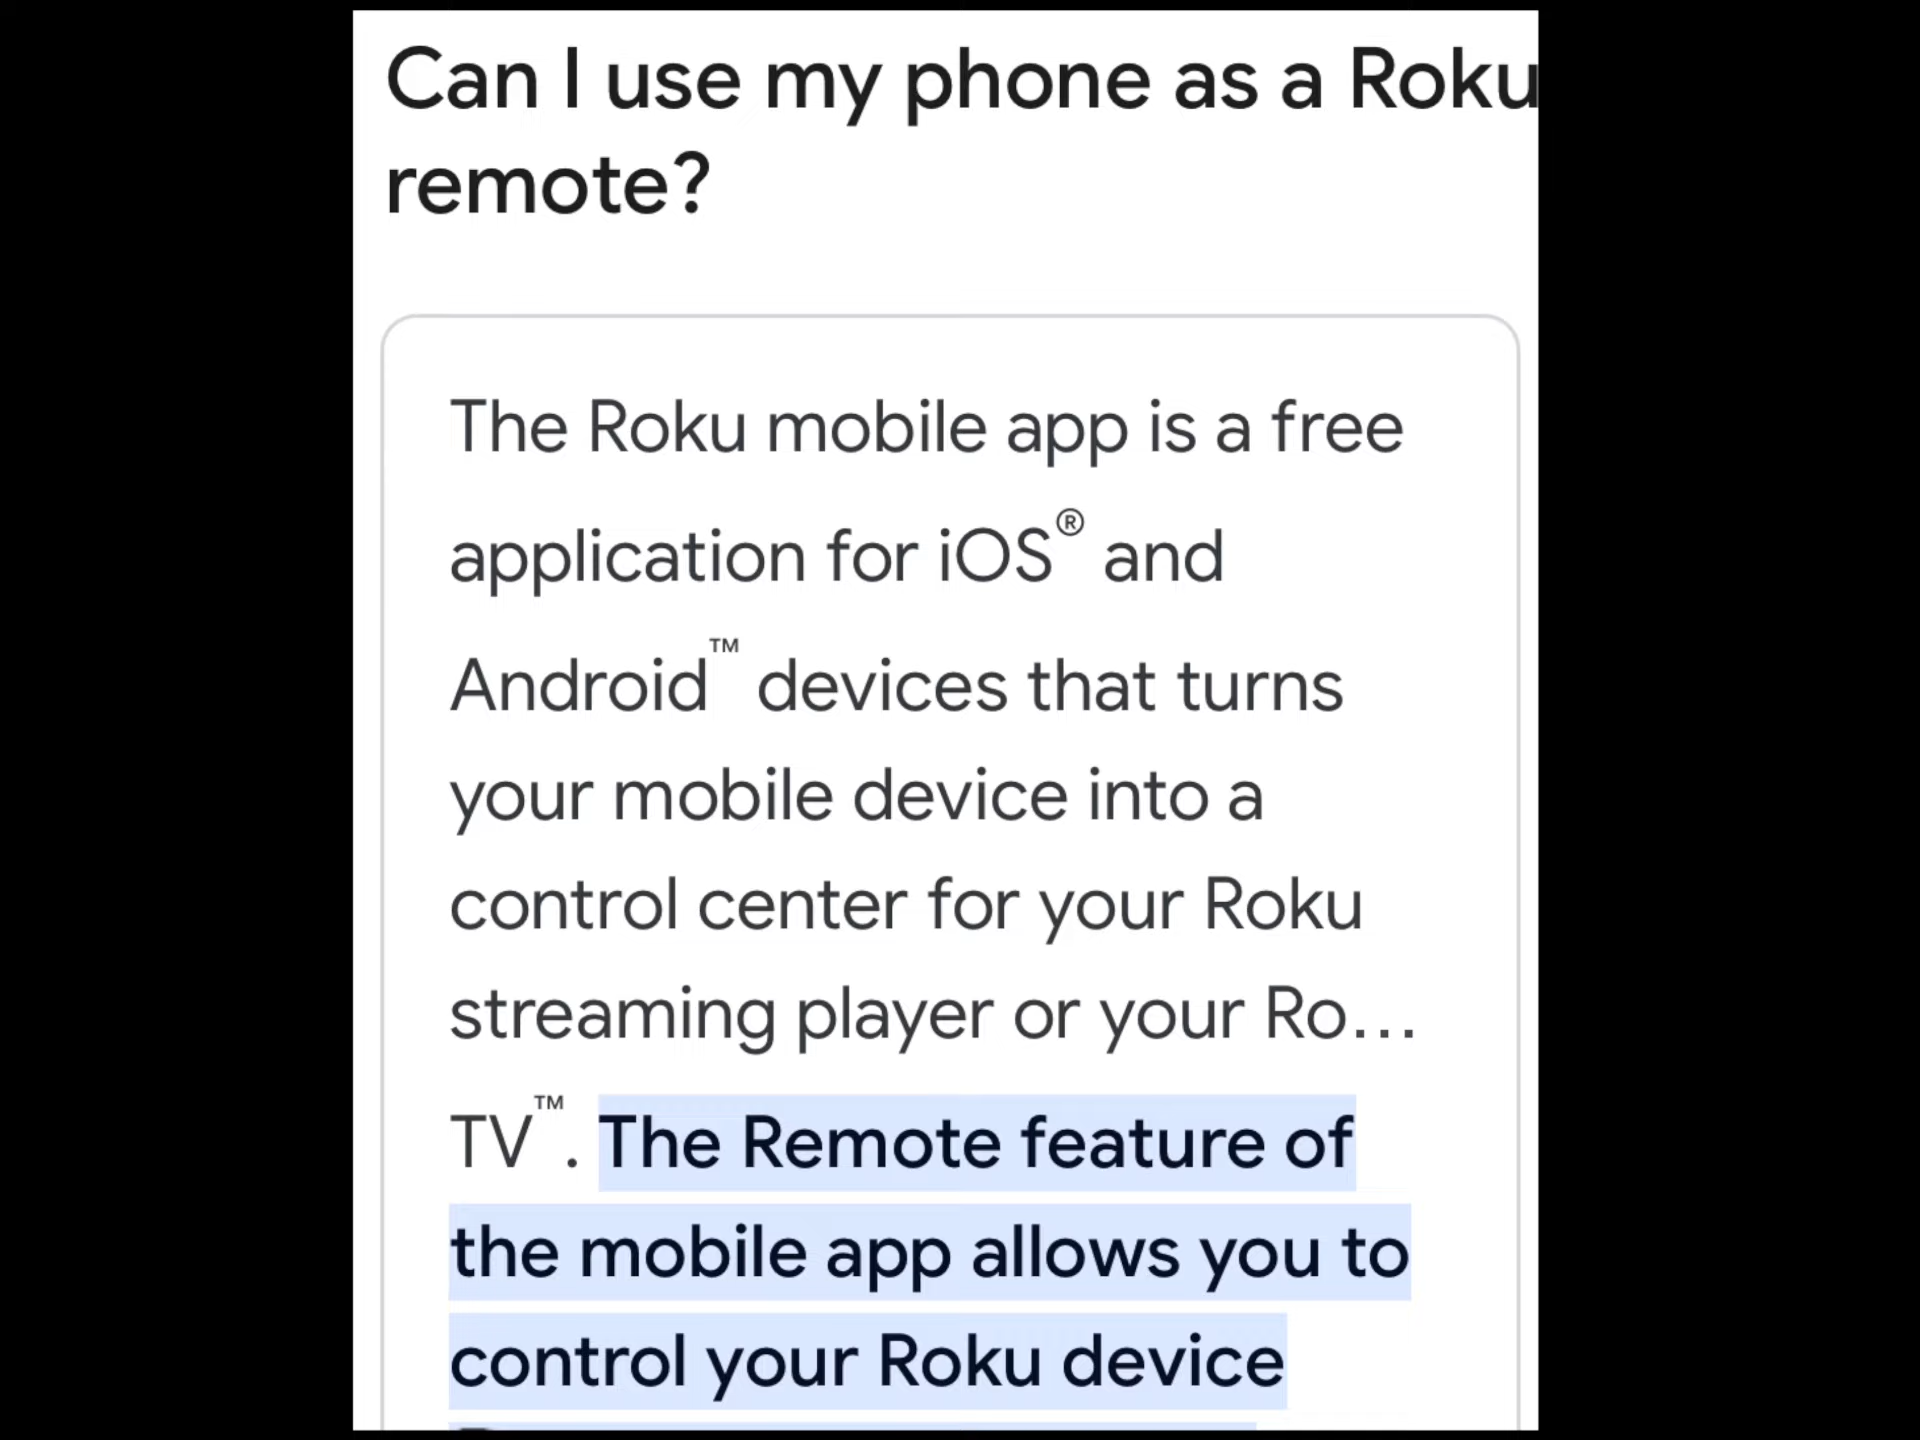 Can I use my phone as a Roku
remote?
The Roku mobile app is a free
application for iOS® and
Android™ devices that turns
your mobile device into a
control center for your Roku
streaming player or your Ro...
TV™. The Remote feature of
the mobile app allows you to
control your Roku device